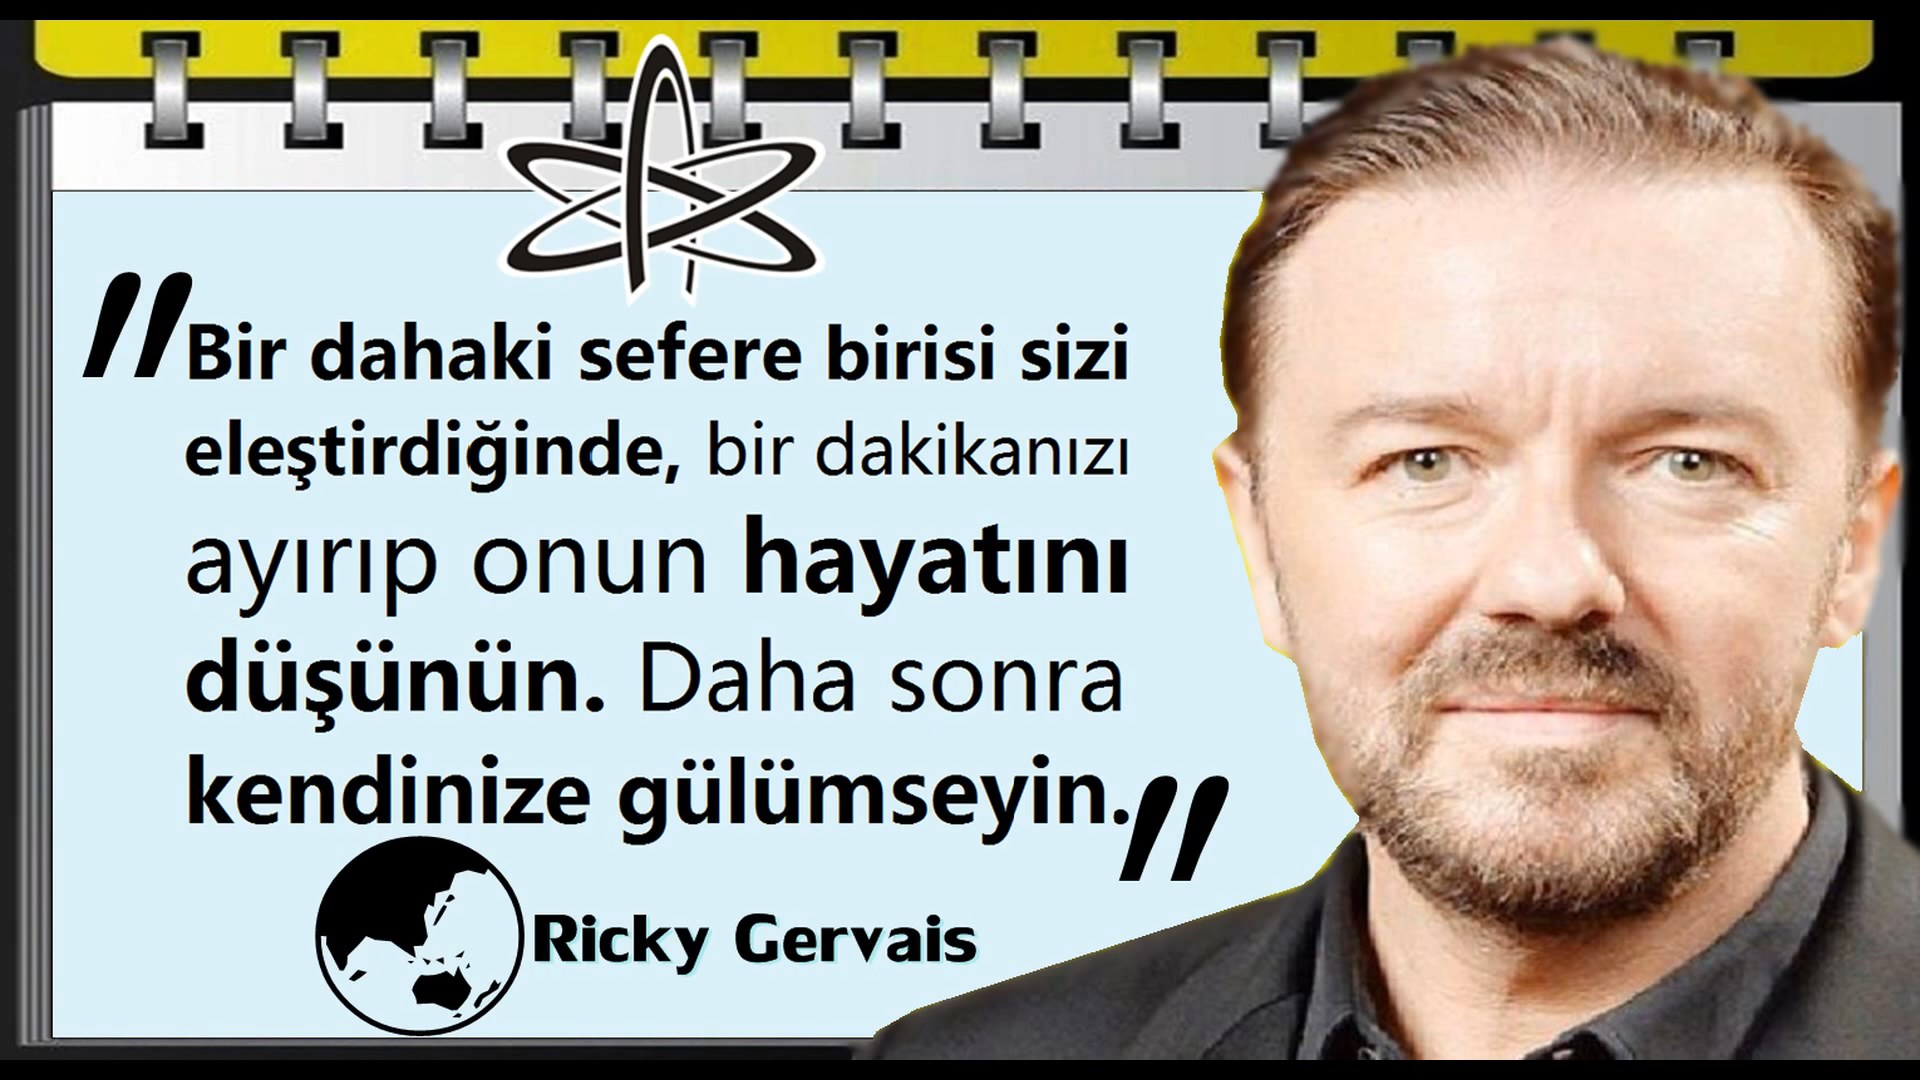 "Bir dahaki sefere birisi sizi
eleştirdiğinde, bir dakikanızı
ayırıp onun hayatını
düşünün. Daha sonra
kendinize gülümseyin."
Ricky Gervais